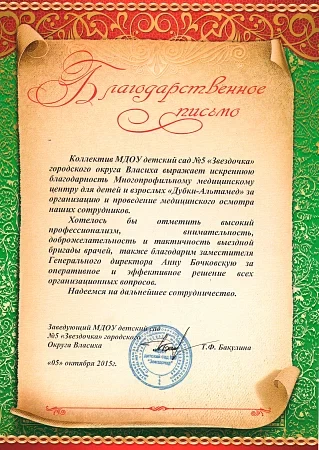 Благодарственное
письмо
Коллектив МДОУ детский сад №5 «Звездочка»
городского округа Власиха выражает искреннюю
благодарность Многопрофильному медицинскому
центру для детей и взрослых «Дубки-Альтамед» за
организацию и проведение медицинского осмотра
наших сотрудников.
Хотелось бы отметить высокий
профессионализм, внимательность,
доброжелательность и тактичность выездной
бригады врачей, также благодарим заместителя
Генерального директора Анну Бочковскую за
оперативное и эффективное решение всех
организационных вопросов.
Надеемся на дальнейшее сотрудничество.
Заведующий МДОУ детский сад
№5 «Звездочка» городского
Округа Власиха
Т.Ф. Бакулина
«05» октября 2015г.